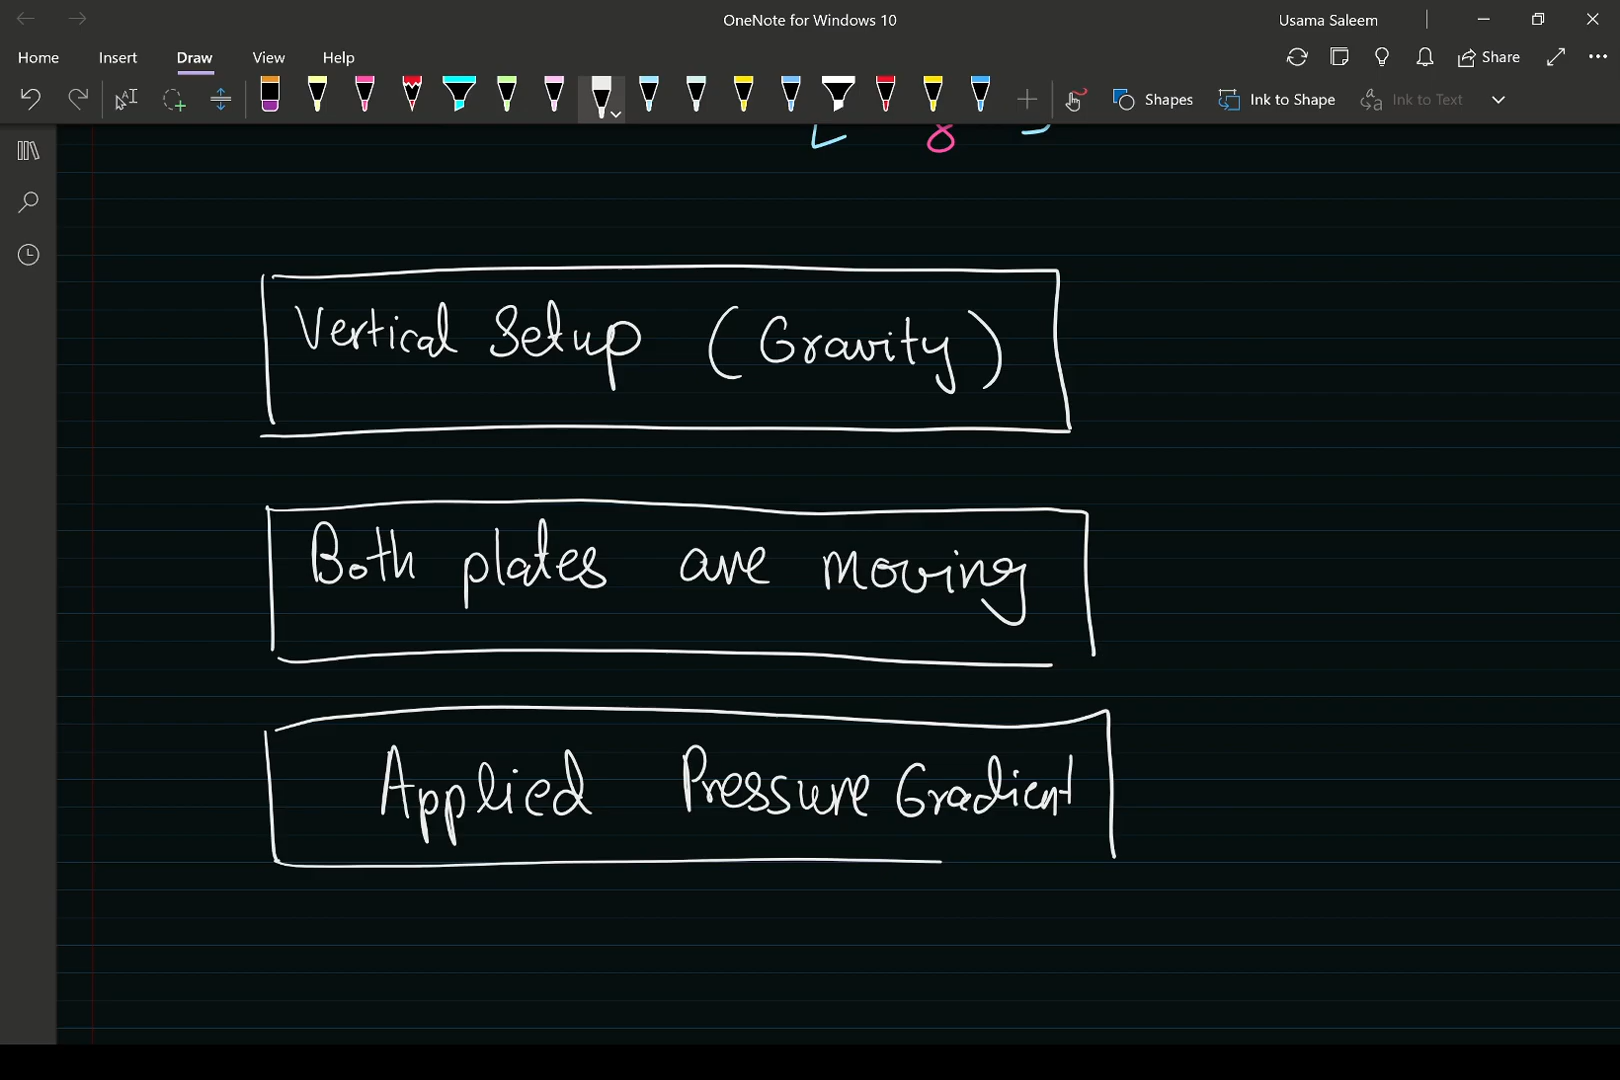 OneNote for Windows 10
Usama Saleem
Home Insert Draw View Help
Share
Shapes
Ink to Shape
Ink to Text
8
Vertical Setup (Gravity)
Both plates are moving
Applied Pressure Gradient